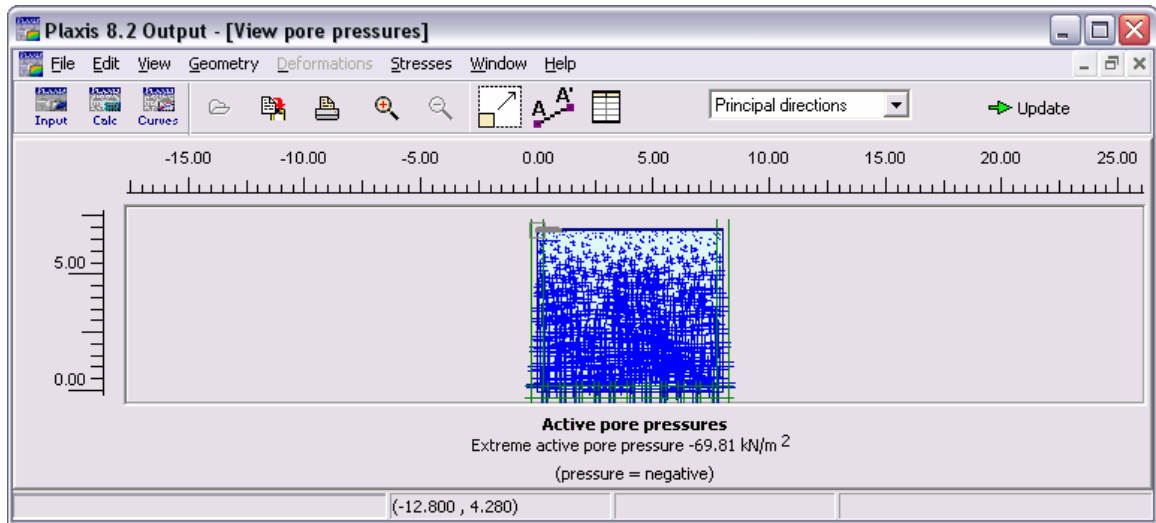 Plaxis 8.2 Output - [View pore pressures]
File Edit View Geometry Deformations Stresses Window Help
Input Calc Curves A A' Principal directions Update
-15.00 -10.00 -5.00 0.00 5.00 10.00 15.00 20.00 25.00
5.00
0.00
Active pore pressures
Extreme active pore pressure -69.81 kN/m 2
(pressure = negative)
(-12.800 , 4.280)